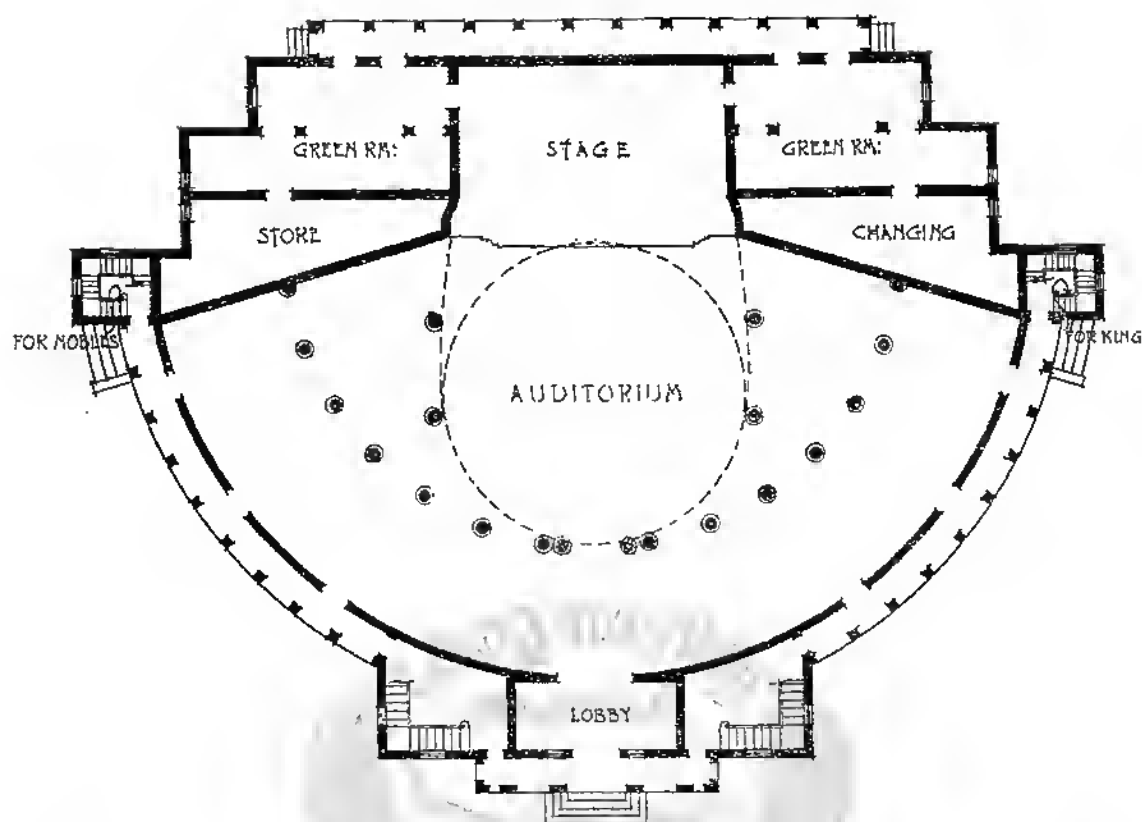 GREEN RM:
STAGE
GREEN RM:
STORE
CHANGING
FOR NOBLES
FOR KING
AUDITORIUM
LOBBY